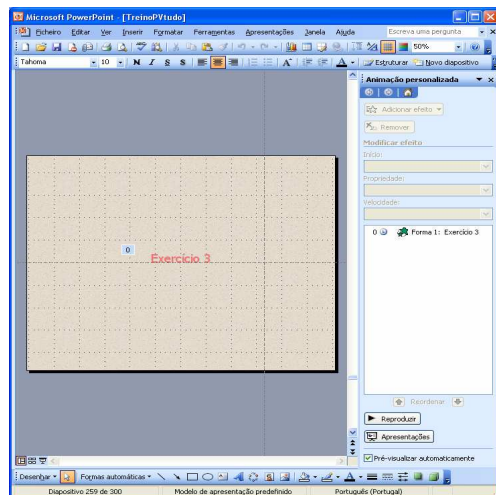 Microsoft PowerPoint - [TreinoPVtudo]
Ficheiro Editar Ver Inserir Formatar Ferramentas Apresentações Janela Ajuda Escreva uma pergunta
50%
Tahoma 10 N I S S Estruturar Novo diapositivo
Animação personalizada
Adicionar efeito
Remover
Modificar efeito
Início:
Propriedade:
Velocidade:
0 Forma 1: Exercício 3
0
Exercício 3
Reordenar
Reproduzir
Apresentações
Pré-visualizar automaticamente
Desenhar Formas automáticas
Diapositivo 259 de 300 Modelo de apresentação predefinido Português (Portugal)